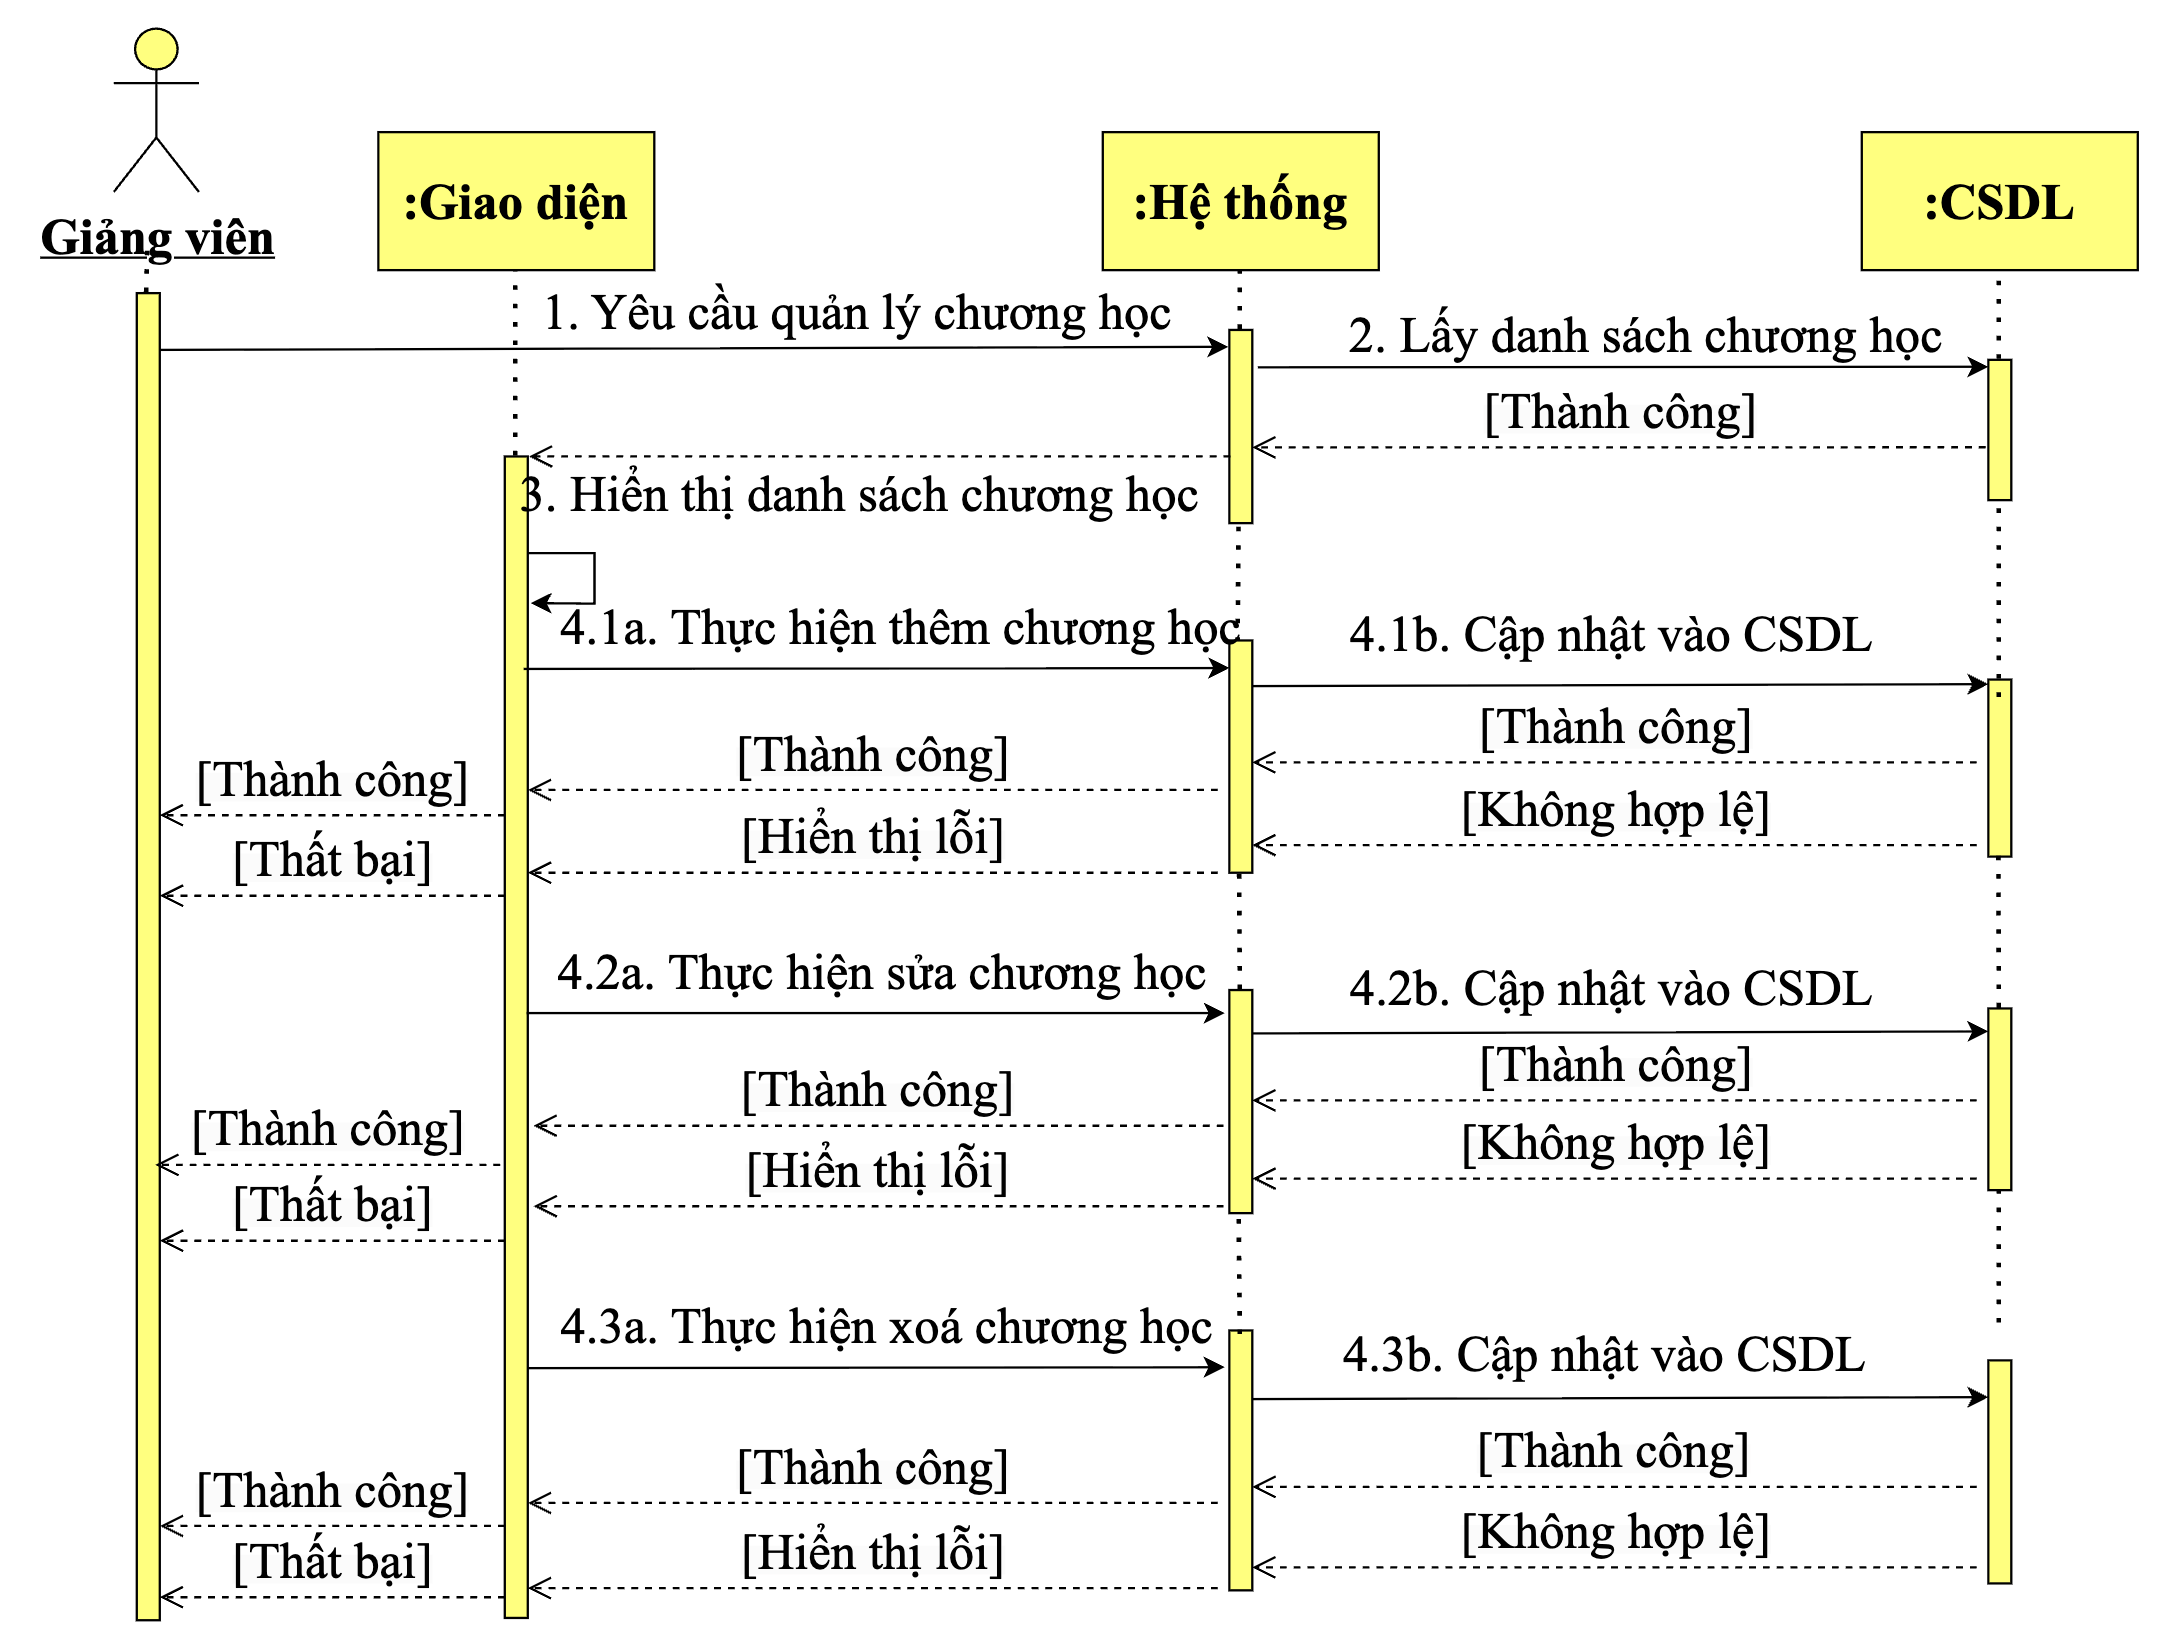 Giảng viên
:Giao diện
:Hệ thống
:CSDL
1. Yêu cầu quản lý chương học
2. Lấy danh sách chương học
[Thành công]
3. Hiển thị danh sách chương học
4.1a. Thực hiện thêm chương học
4.1b. Cập nhật vào CSDL
[Thành công]
[Thành công]
[Thành công]
[Không hợp lệ]
[Hiển thị lỗi]
[Thất bại]
4.2a. Thực hiện sửa chương học
4.2b. Cập nhật vào CSDL
[Thành công]
[Thành công]
[Thành công]
[Không hợp lệ]
[Hiển thị lỗi]
[Thất bại]
4.3a. Thực hiện xoá chương học
4.3b. Cập nhật vào CSDL
[Thành công]
[Thành công]
[Thành công]
[Không hợp lệ]
[Hiển thị lỗi]
[Thất bại]